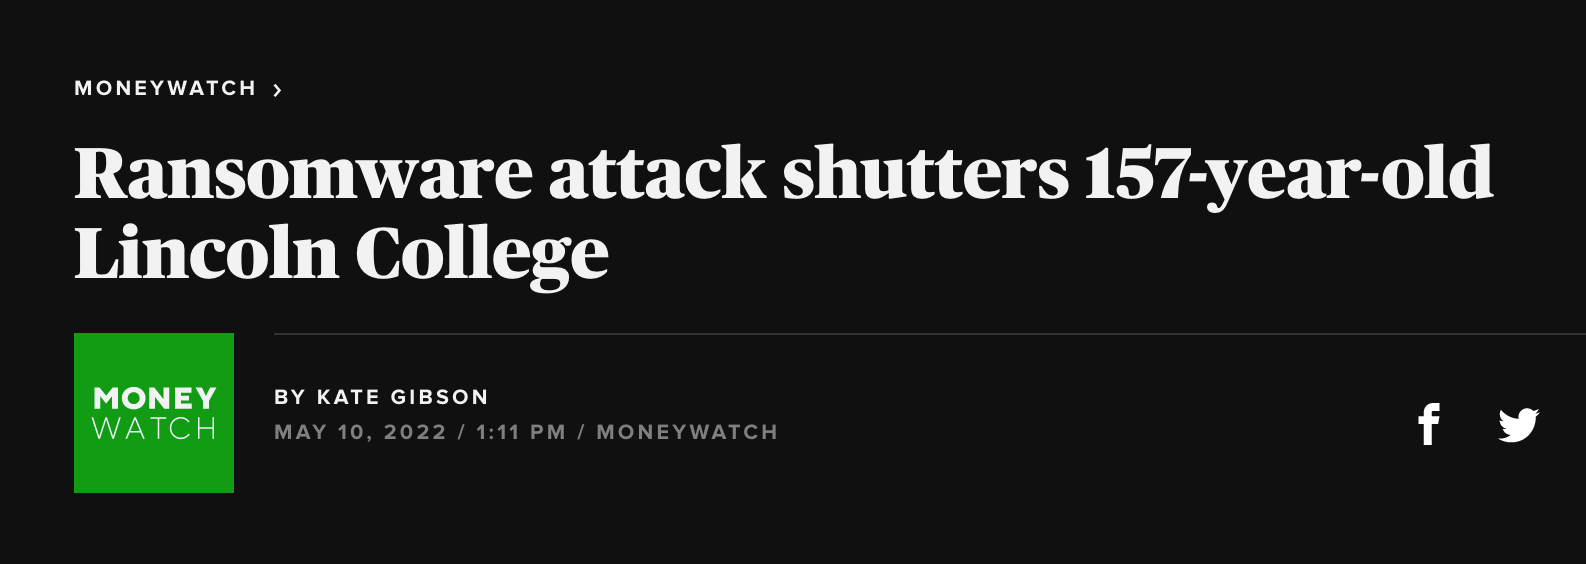 MONEYWATCH ›
Ransomware attack shutters 157-year-old
Lincoln College
MONEY
WATCH
BY KATE GIBSON
MAY 10, 2022 / 1:11 PM / MONEYWATCH